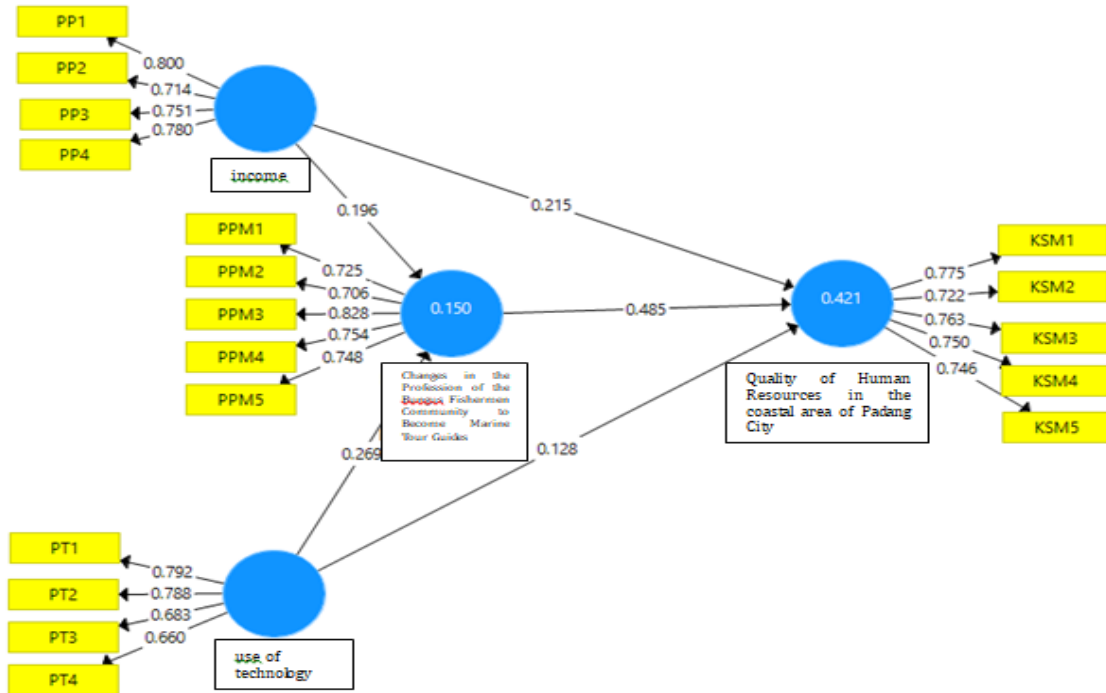 PP1
PP2
PP3
PP4
0.800
0.714
0.751
0.780
income
0.196
0.215
PPM1
PPM2
PPM3
PPM4
PPM5
0.725
0.706
0.828
0.754
0.748
0.150
0.485
0.421
Changes in the
Profession of the
Bungus Fishermen
Community to
Become Marine
Tour Guides
Quality of Human
Resources in the
coastal area of Padang
City
0.775
0.722
0.763
0.750
0.746
KSM1
KSM2
KSM3
KSM4
KSM5
0.269
0.128
PT1
PT2
PT3
PT4
0.792
0.788
0.683
0.660
use of
technology